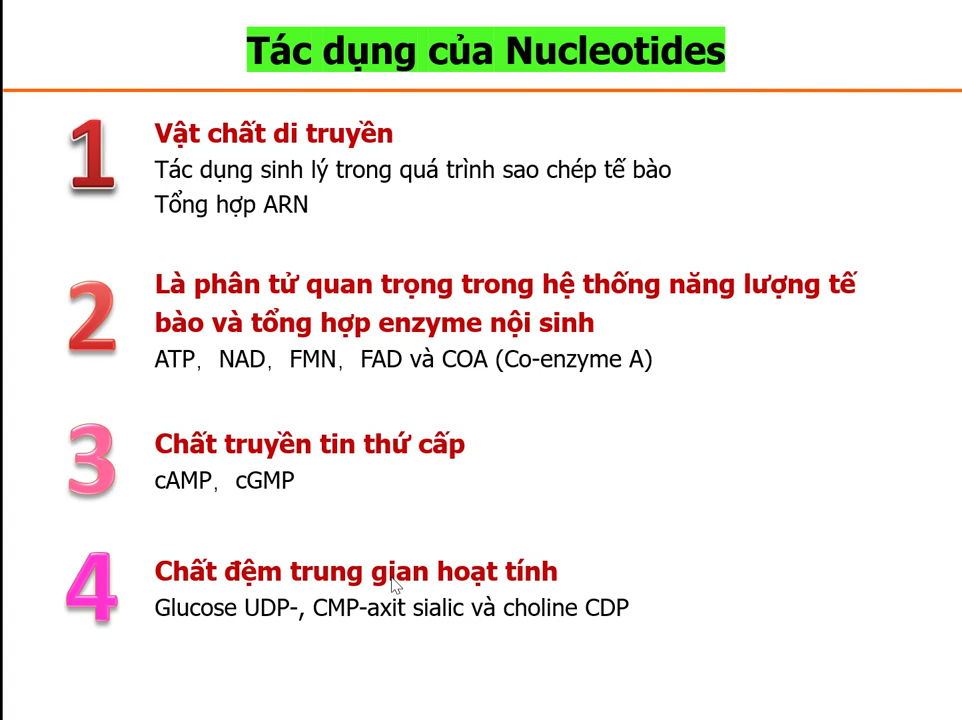 Tác dụng của Nucleotides
1
Vật chất di truyền
Tác dụng sinh lý trong quá trình sao chép tế bào
Tổng hợp ARN
2
Là phân tử quan trọng trong hệ thống năng lượng tế
bào và tổng hợp enzyme nội sinh
ATP, NAD, FMN, FAD và COA (Co-enzyme A)
3
Chất truyền tin thứ cấp
cAMP, cGMP
4
Chất đệm trung gian hoạt tính
Glucose UDP-, CMP-axit sialic và choline CDP